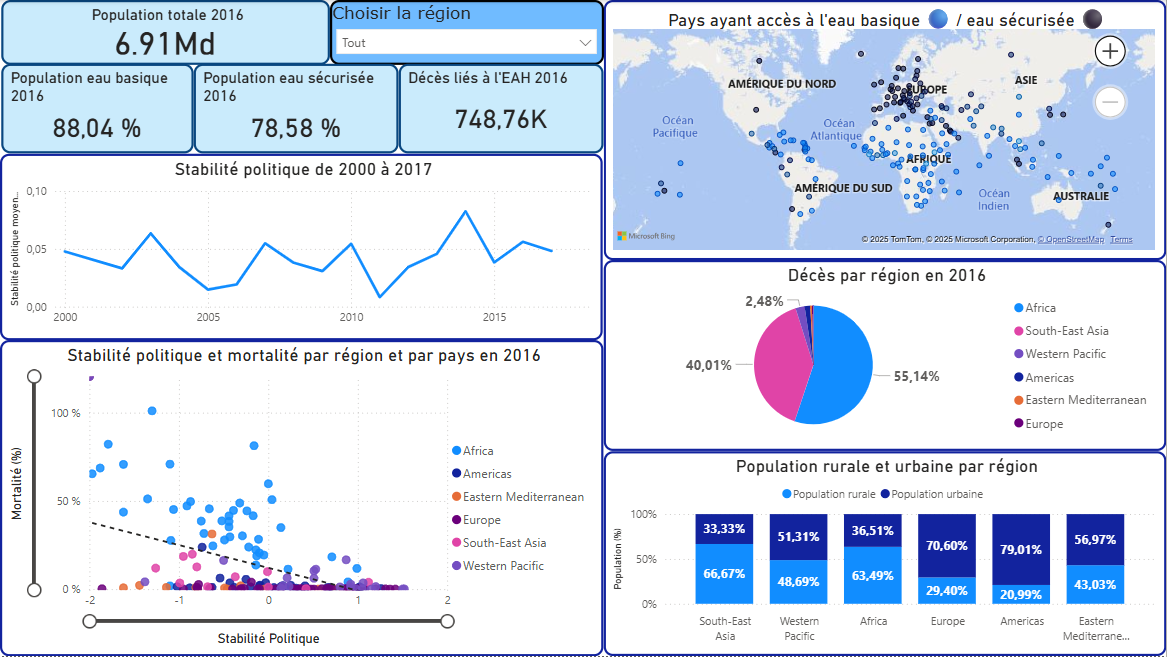 Population totale 2016
6.91Md
Choisir la région
Tout
Population eau basique
2016
88,04 %
Population eau sécurisée
2016
78,58 %
Décès liés à l'EAH 2016
748,76K
Stabilité politique de 2000 à 2017
Stabilité politique moyen...
0,10
0,05
0,00
2000
2005
2010
2015
Stabilité politique et mortalité par région et par pays en 2016
Mortalité (%)
100 %
50 %
0 %
-2
-1
0
1
2
Stabilité Politique
Africa
Americas
Eastern Mediterranean
Europe
South-East Asia
Western Pacific
Pays ayant accès à l'eau basique / eau sécurisée
AMÉRIQUE DU NORD
EUROPE
ASIE
Océan
Pacifique
Océan
Atlantique
AFRIQUE
AMÉRIQUE DU SUD
Océan
Indien
AUSTRALIE
Microsoft Bing
© 2025 TomTom, © 2025 Microsoft Corporation, © OpenStreetMap Terms
Décès par région en 2016
2,48%
40,01%
55,14%
Africa
South-East Asia
Western Pacific
Americas
Eastern Mediterranean
Europe
Population rurale et urbaine par région
Population rurale
Population urbaine
Population (%)
100%
50%
0%
33,33%
66,67%
51,31%
48,69%
36,51%
63,49%
70,60%
29,40%
79,01%
20,99%
56,97%
43,03%
South-East
Asia
Western
Pacific
Africa
Europe
Americas
Eastern
Mediterrane...